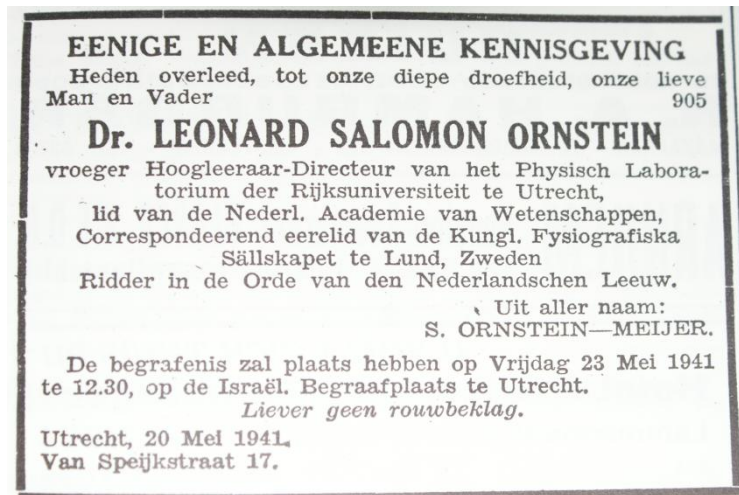 EENIGE EN ALGEMEENE KENNISGEVING
Heden overleed, tot onze diepe droefheid, onze lieve
Man en Vader 905
Dr. LEONARD SALOMON ORNSTEIN
vroeger Hoogleeraar-Directeur van het Physisch Labora-
torium der Rijksuniversiteit te Utrecht,
lid van de Nederl. Academie van Wetenschappen,
Correspondeerend eerelid van de Kungl. Fysiografiska
Sällskapet te Lund, Zweden
Ridder in de Orde van den Nederlandschen Leeuw.
Uit aller naam:
S. ORNSTEIN—MEIJER.
De begrafenis zal plaats hebben op Vrijdag 23 Mei 1941
te 12.30, op de Israël. Begraafplaats te Utrecht.
Liever geen rouwbeklag.
Utrecht, 20 Mei 1941.
Van Speijkstraat 17.